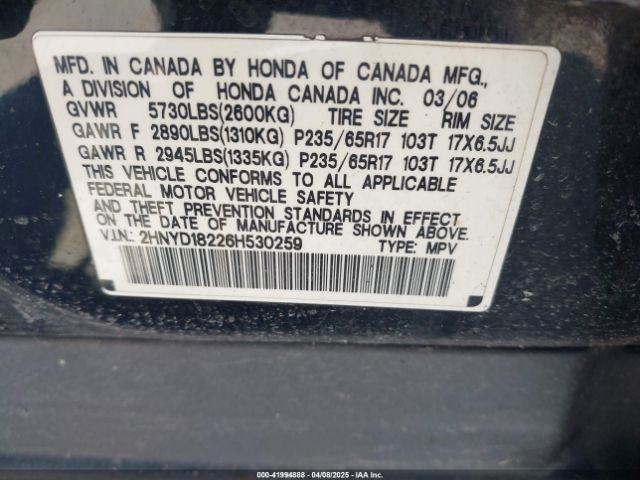 MFD. IN CANADA BY HONDA OF CANADA MFG.,
A DIVISION OF HONDA CANADA INC. 03/06
GVWR 5730LBS(2600KG) TIRE SIZE RIM SIZE
GAWR F 2890LBS(1310KG) P235/65R17 103T 17X6.5JJ
GAWR R 2945LBS(1335KG) P235/65R17 103T 17X6.5JJ
THIS VEHICLE CONFORMS TO ALL APPLICABLE
FEDERAL MOTOR VEHICLE SAFETY
AND THEFT PREVENTION STANDARDS IN EFFECT
ON THE DATE OF MANUFACTURE SHOWN ABOVE.
V.I.N.: 2HNYD18226H530259 TYPE: MPV
000-41994888 | 04/08/2025 | IAA Inc.